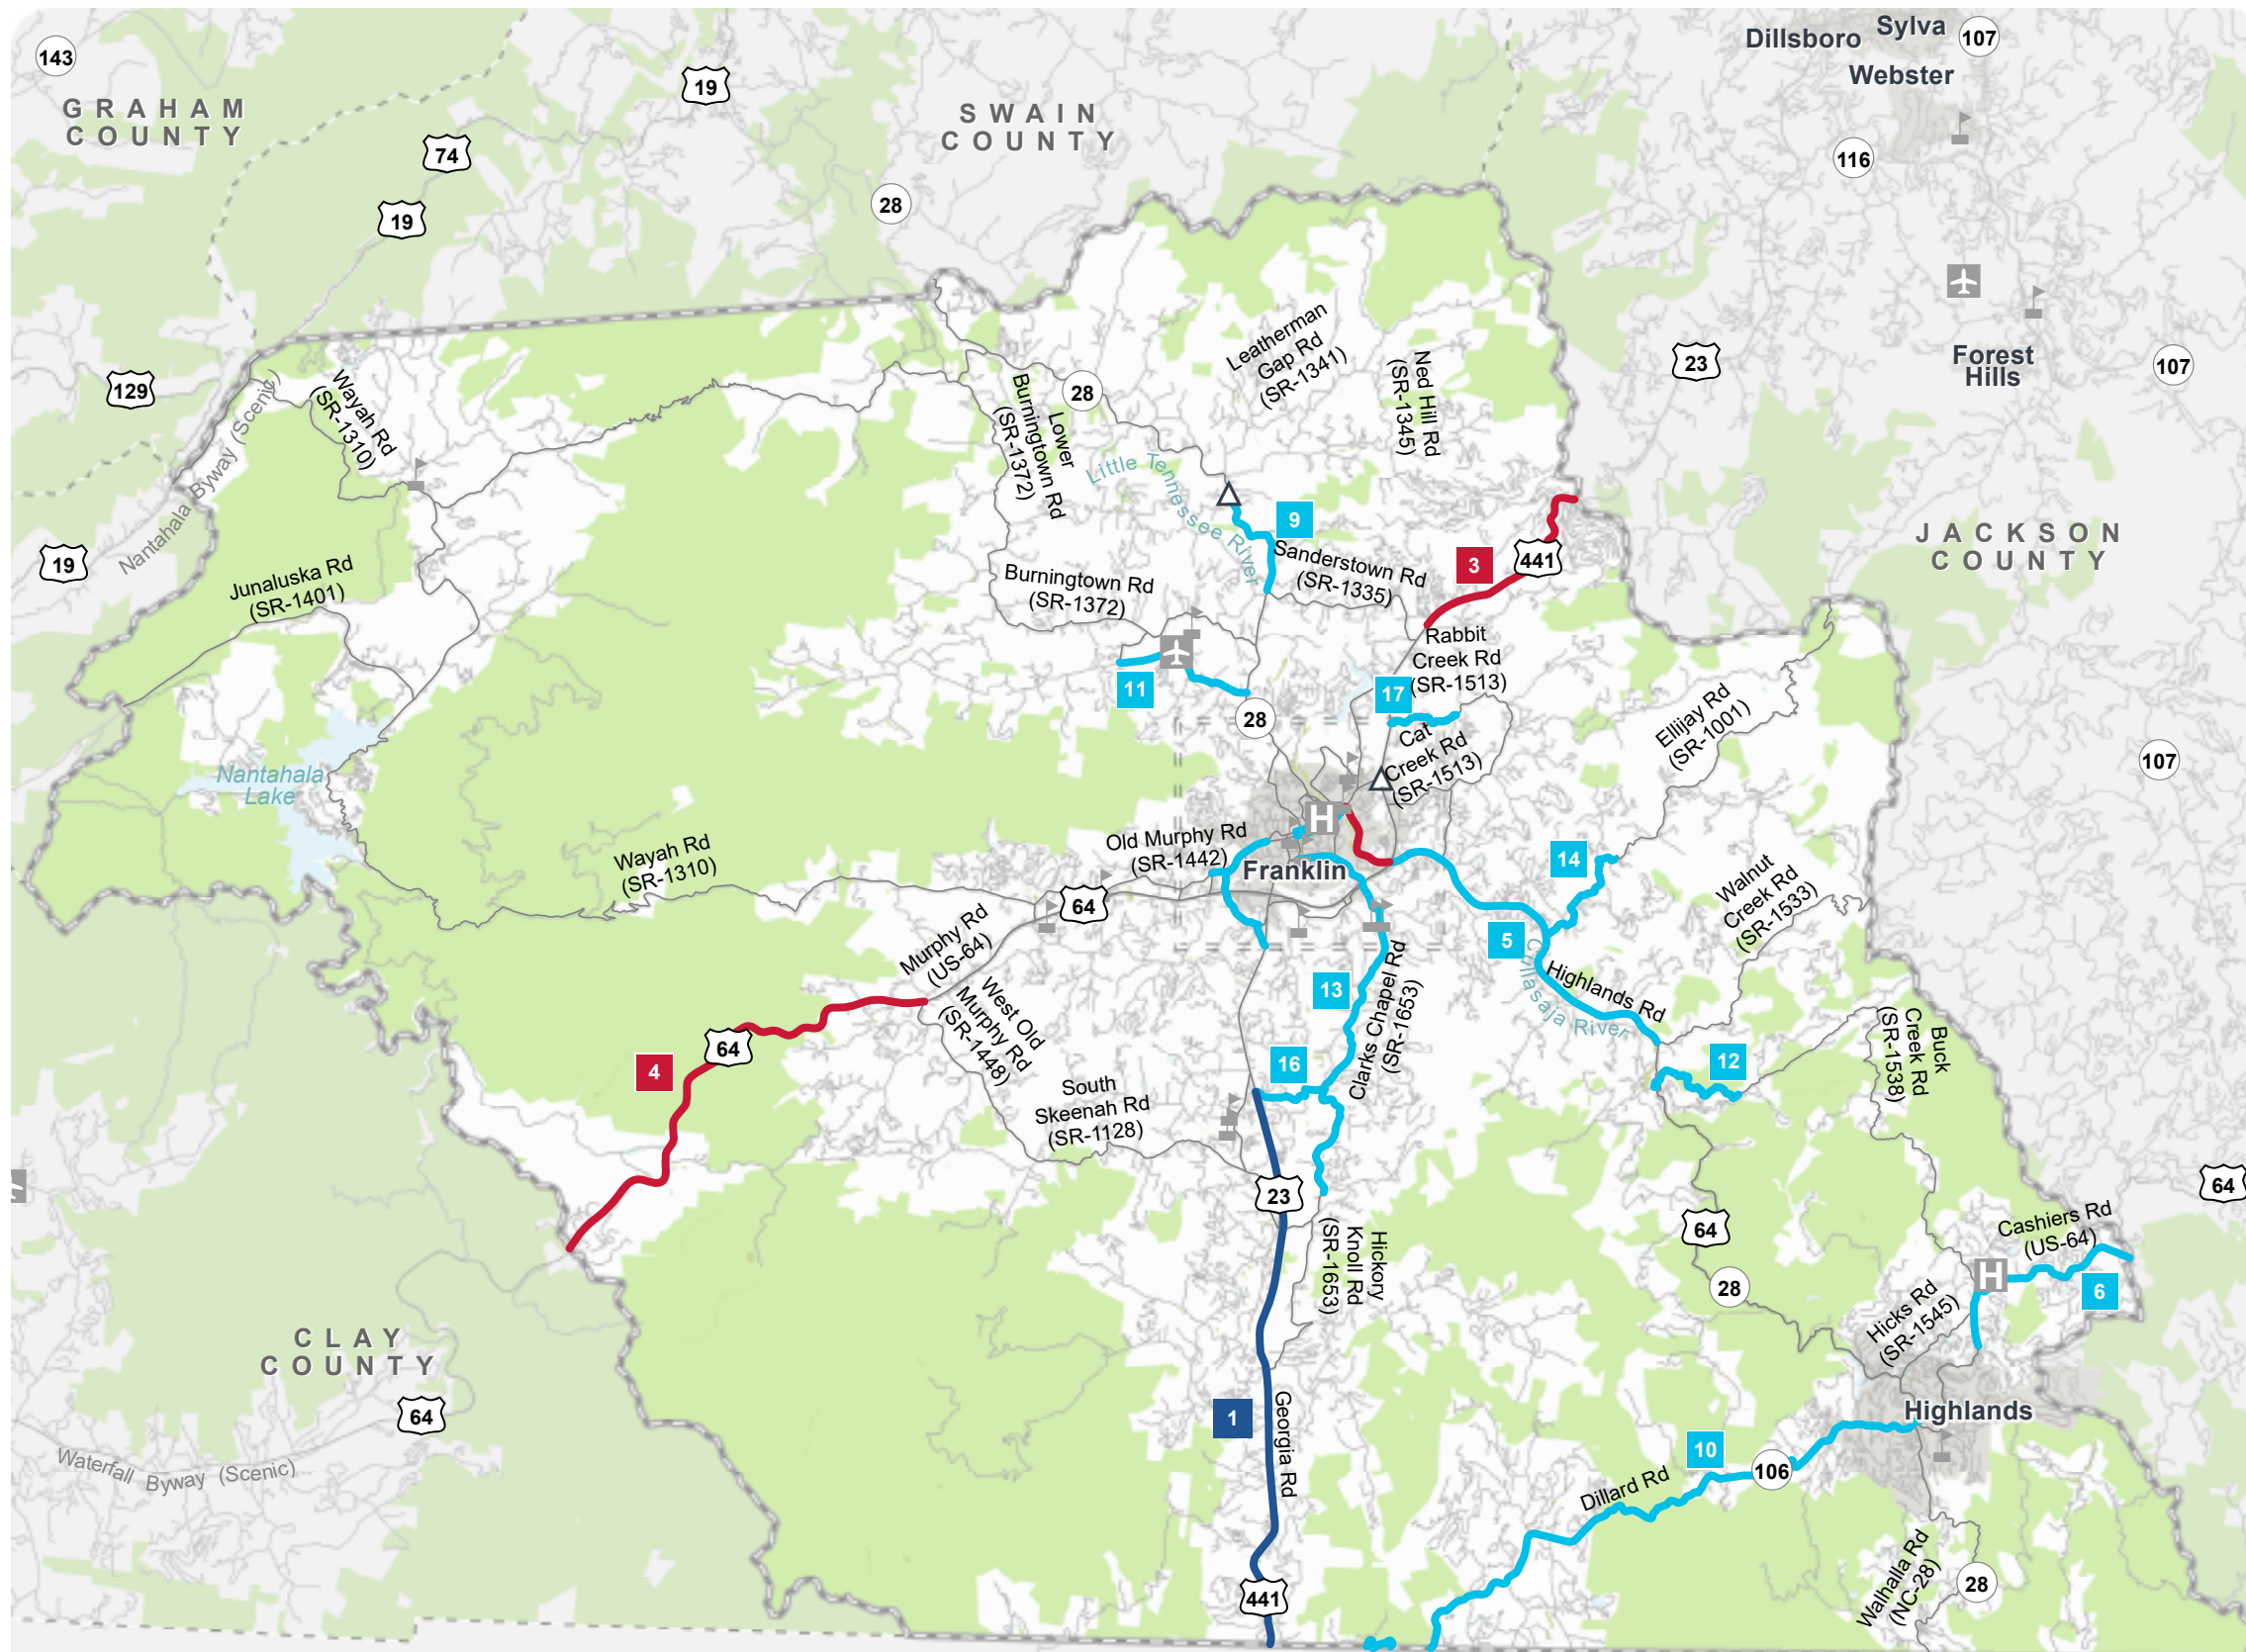 Dillsboro
Sylva
107
Webster
143
19
GRAHAM
COUNTY
SWAIN
COUNTY
74
116
28
19
Leatherman
Gap Rd
(SR-1341)
Ned Hill Rd
(SR-1345)
23
Forest
Hills
107
129
Wayah Rd
(SR-1310)
28
Lower
Burningtown Rd
(SR-1372)
Nantahala Byway (Scenic)
Little Tennessee River
9
19
JACKSON
COUNTY
441
3
Sanderstown Rd
(SR-1335)
Junaluska Rd
(SR-1401)
Burningtown Rd
(SR-1372)
Rabbit
Creek Rd
(SR-1513)
11
17
28
Ellijay Rd
(SR-1001)
Cat
Creek Rd
(SR-1513)
107
Nantahala
Lake
H
Old Murphy Rd
(SR-1442)
Wayah Rd
(SR-1310)
Franklin
14
Walnut
Creek Rd
(SR-1533)
64
5
Murphy Rd
(US-64)
Cullasaja River
Highlands Rd
13
Clarks Chapel Rd
(SR-1653)
West Old
Murphy Rd
(SR-1448)
64
4
16
12
Buck
Creek Rd
(SR-1538)
South
Skeenah Rd
(SR-1128)
23
64
64
Hickory
Knoll Rd
(SR-1653)
Cashiers Rd
(US-64)
H
28
6
Hicks Rd
(SR-1545)
CLAY
COUNTY
64
1
Georgia Rd
Highlands
10
106
Waterfall Byway (Scenic)
Dillard Rd
441
Walhalla Rd
(NC-28)
28